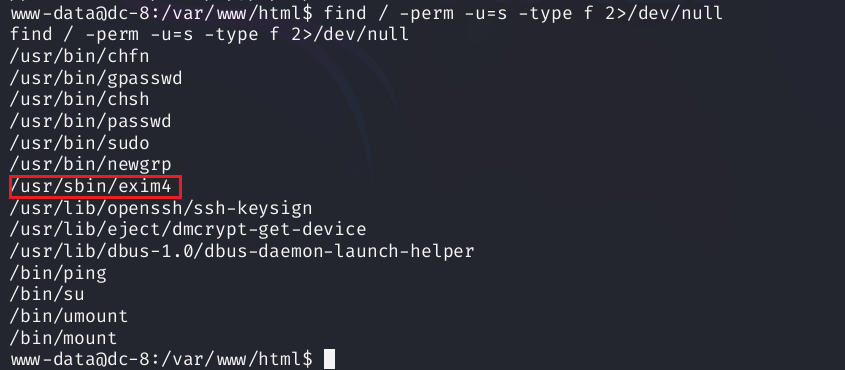 www-data@dc-8:/var/www/html$ find / -perm -u=s -type f 2>/dev/null
find / -perm -u=s -type f 2>/dev/null
/usr/bin/chfn
/usr/bin/gpasswd
/usr/bin/chsh
/usr/bin/passwd
/usr/bin/sudo
/usr/bin/newgrp
/usr/sbin/exim4
/usr/lib/openssh/ssh-keysign
/usr/lib/eject/dmcrypt-get-device
/usr/lib/dbus-1.0/dbus-daemon-launch-helper
/bin/ping
/bin/su
/bin/umount
/bin/mount
www-data@dc-8:/var/www/html$